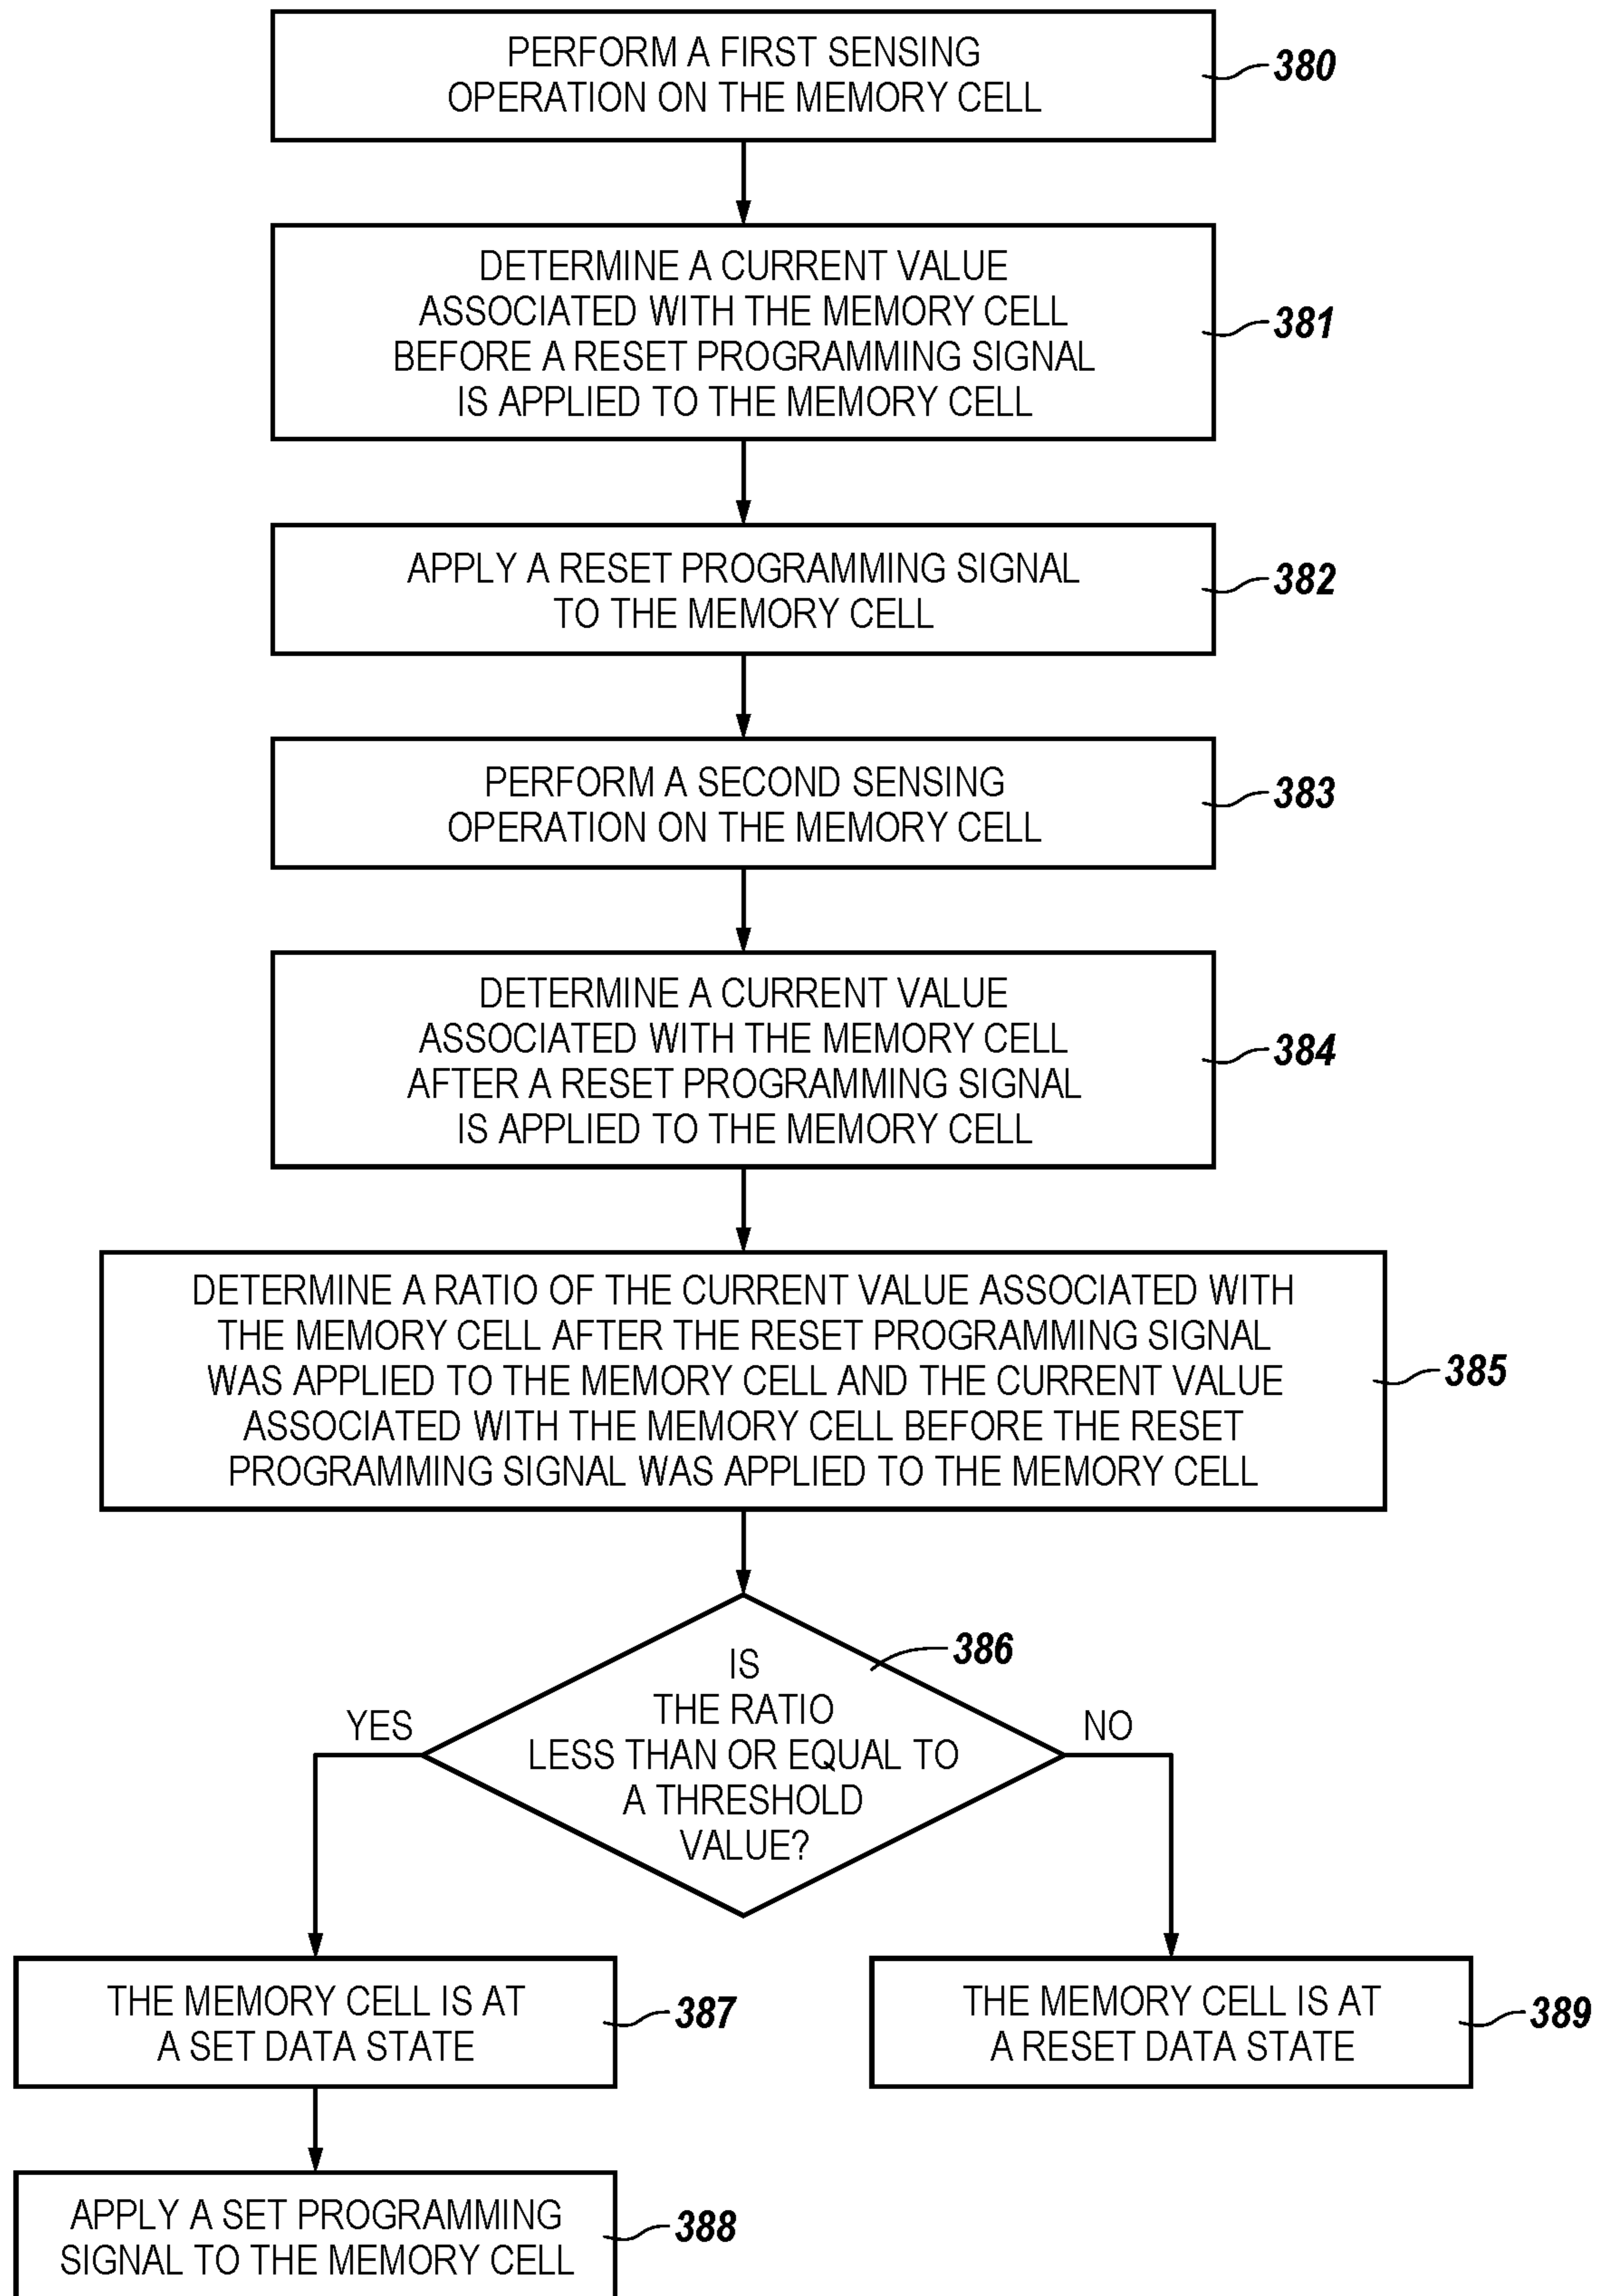 PERFORM A FIRST SENSING
OPERATION ON THE MEMORY CELL
380
DETERMINE A CURRENT VALUE
ASSOCIATED WITH THE MEMORY CELL
BEFORE A RESET PROGRAMMING SIGNAL
IS APPLIED TO THE MEMORY CELL
381
APPLY A RESET PROGRAMMING SIGNAL
TO THE MEMORY CELL
382
PERFORM A SECOND SENSING
OPERATION ON THE MEMORY CELL
383
DETERMINE A CURRENT VALUE
ASSOCIATED WITH THE MEMORY CELL
AFTER A RESET PROGRAMMING SIGNAL
IS APPLIED TO THE MEMORY CELL
384
DETERMINE A RATIO OF THE CURRENT VALUE ASSOCIATED WITH
THE MEMORY CELL AFTER THE RESET PROGRAMMING SIGNAL
WAS APPLIED TO THE MEMORY CELL AND THE CURRENT VALUE
ASSOCIATED WITH THE MEMORY CELL BEFORE THE RESET
PROGRAMMING SIGNAL WAS APPLIED TO THE MEMORY CELL
385
IS
THE RATIO
LESS THAN OR EQUAL TO
A THRESHOLD
VALUE?
386
YES
NO
THE MEMORY CELL IS AT
A SET DATA STATE
387
THE MEMORY CELL IS AT
A RESET DATA STATE
389
APPLY A SET PROGRAMMING
SIGNAL TO THE MEMORY CELL
388